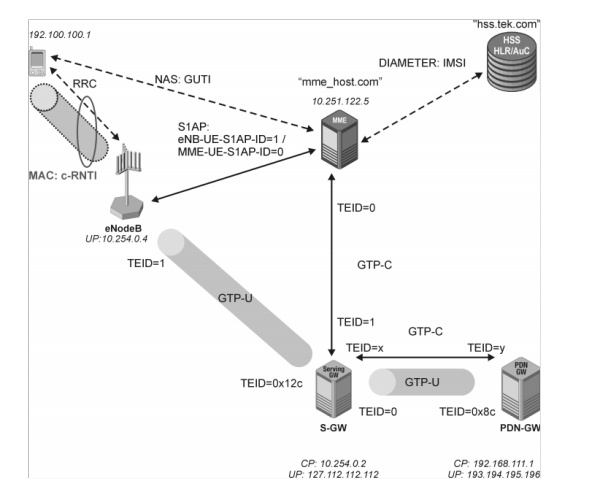 "hss.tek.com"
192.100.100.1
HSS
HLR/AuC
NAS: GUTI
DIAMETER: IMSI
"mme_host.com"
RRC
10.251.122.5
MME
S1AP:
eNB-UE-S1AP-ID=1 /
MME-UE-S1AP-ID=0
MAC: c-RNTI
eNodeB
UP:10.254.0.4
TEID=0
TEID=1
GTP-C
GTP-U
TEID=1
GTP-C
TEID=x
TEID=y
Serving
GW
PDN
GW
TEID=0x12c
GTP-U
TEID=0
TEID=0x8c
S-GW
PDN-GW
CP: 10.254.0.2
UP: 127.112.112.112
CP: 192.168.111.1
UP: 193.194.195.196